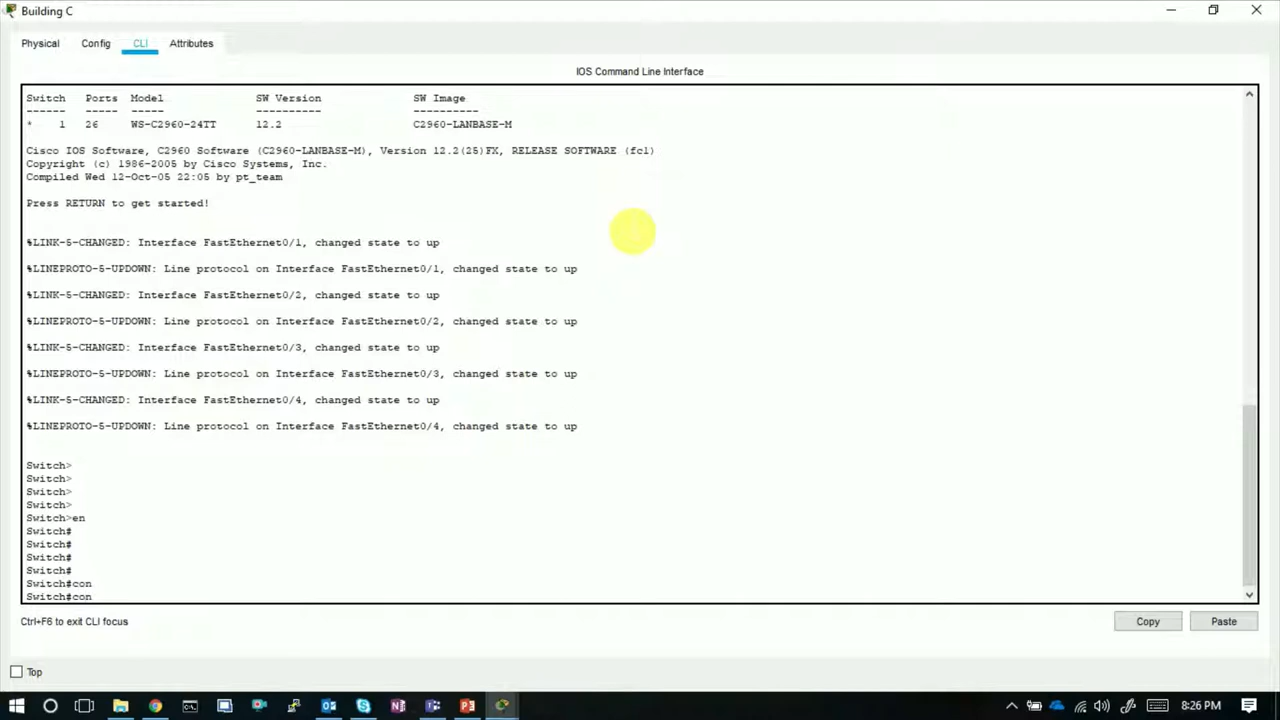 Building C
Physical Config CLI Attributes
IOS Command Line Interface
Switch Ports Model SW Version SW Image
------ ----- ----- ---------- ----------
* 1 26 WS-C2960-24TT 12.2 C2960-LANBASE-M
Cisco IOS Software, C2960 Software (C2960-LANBASE-M), Version 12.2(25)FX, RELEASE SOFTWARE (fc1)
Copyright (c) 1986-2005 by Cisco Systems, Inc.
Compiled Wed 12-Oct-05 22:05 by pt_team
Press RETURN to get started!
%LINK-5-CHANGED: Interface FastEthernet0/1, changed state to up
%LINEPROTO-5-UPDOWN: Line protocol on Interface FastEthernet0/1, changed state to up
%LINK-5-CHANGED: Interface FastEthernet0/2, changed state to up
%LINEPROTO-5-UPDOWN: Line protocol on Interface FastEthernet0/2, changed state to up
%LINK-5-CHANGED: Interface FastEthernet0/3, changed state to up
%LINEPROTO-5-UPDOWN: Line protocol on Interface FastEthernet0/3, changed state to up
%LINK-5-CHANGED: Interface FastEthernet0/4, changed state to up
%LINEPROTO-5-UPDOWN: Line protocol on Interface FastEthernet0/4, changed state to up
Switch>
Switch>
Switch>
Switch>
Switch>en
Switch#
Switch#
Switch#
Switch#
Switch#con
Switch#con
Ctrl+F6 to exit CLI focus
Copy Paste
Top
8:26 PM